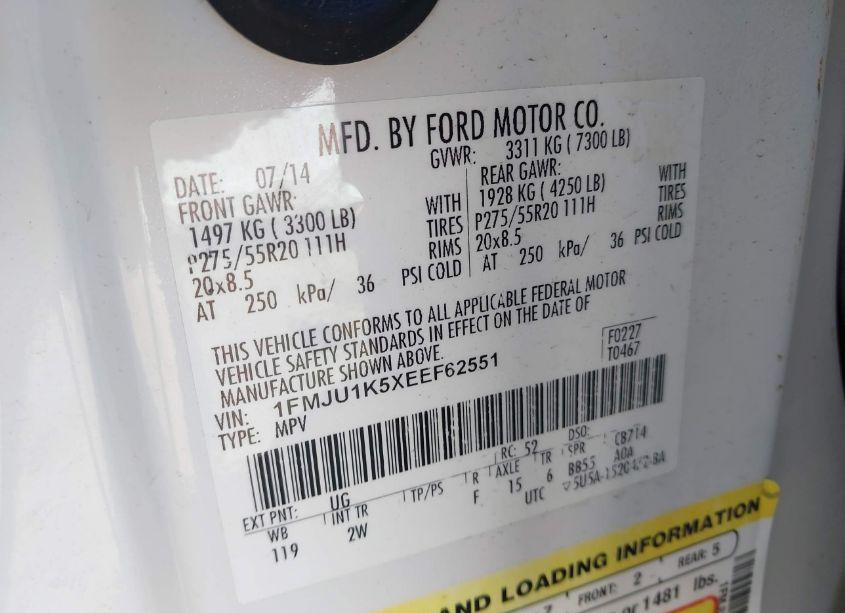 MFD. BY FORD MOTOR CO.
DATE: 07/14
GVWR: 3311 KG ( 7300 LB)
FRONT GAWR:
1497 KG ( 3300 LB) WITH
P275/55R20 111H TIRES
20x8.5 RIMS
AT 250 kPa/ 36 PSI COLD
REAR GAWR:
1928 KG ( 4250 LB) WITH
P275/55R20 111H TIRES
20x8.5 RIMS
AT 250 kPa/ 36 PSI COLD
THIS VEHICLE CONFORMS TO ALL APPLICABLE FEDERAL MOTOR
VEHICLE SAFETY STANDARDS IN EFFECT ON THE DATE OF
MANUFACTURE SHOWN ABOVE.
F0227
T0467
VIN: 1FMJU1K5XEEF62551
TYPE: MPV
EXT PNT: UG RC: 52 DSO:
WB INT TR TP/PS R AXLE TR SPR C8714
119 2W F 15 6 B855 AOA
UTC
AND LOADING INFORMATION
FRONT: 2 REAR: 5
OF 1481 lbs.